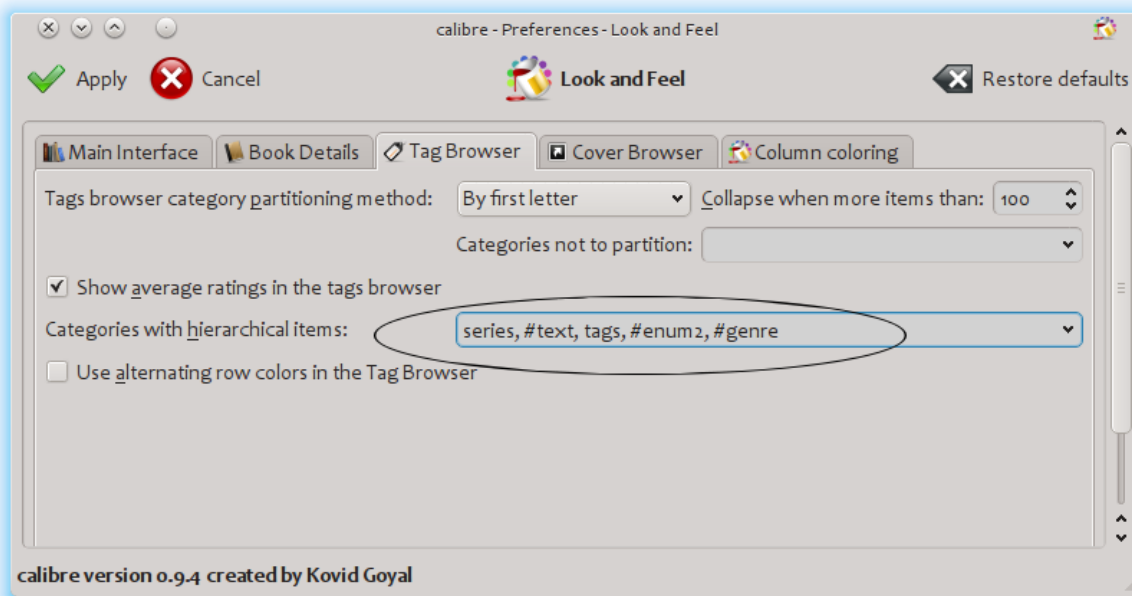 calibre - Preferences - Look and Feel
Apply Cancel Look and Feel Restore defaults
Main Interface Book Details Tag Browser Cover Browser Column coloring
Tags browser category partitioning method: By first letter Collapse when more items than: 100
Categories not to partition:
Show average ratings in the tags browser
Categories with hierarchical items: series, #text, tags, #enum2, #genre
Use alternating row colors in the Tag Browser
calibre version 0.9.4 created by Kovid Goyal